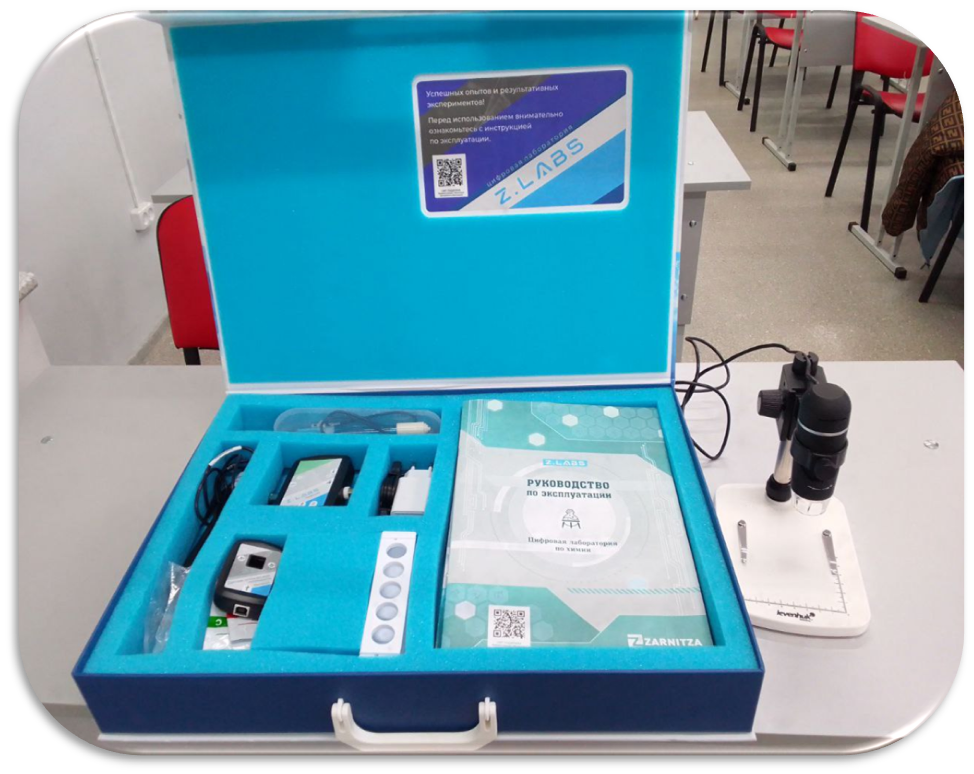 Успешных опытов и результативных
экспериментов!
Перед использованием внимательно
ознакомьтесь с инструкцией
по эксплуатации.
цифровая лаборатория
Z.LABS
Z.LABS
РУКОВОДСТВО
ПО ЭКСПЛУАТАЦИИ
Цифровая лаборатория
по химии
ZARNITZA
levenhuk